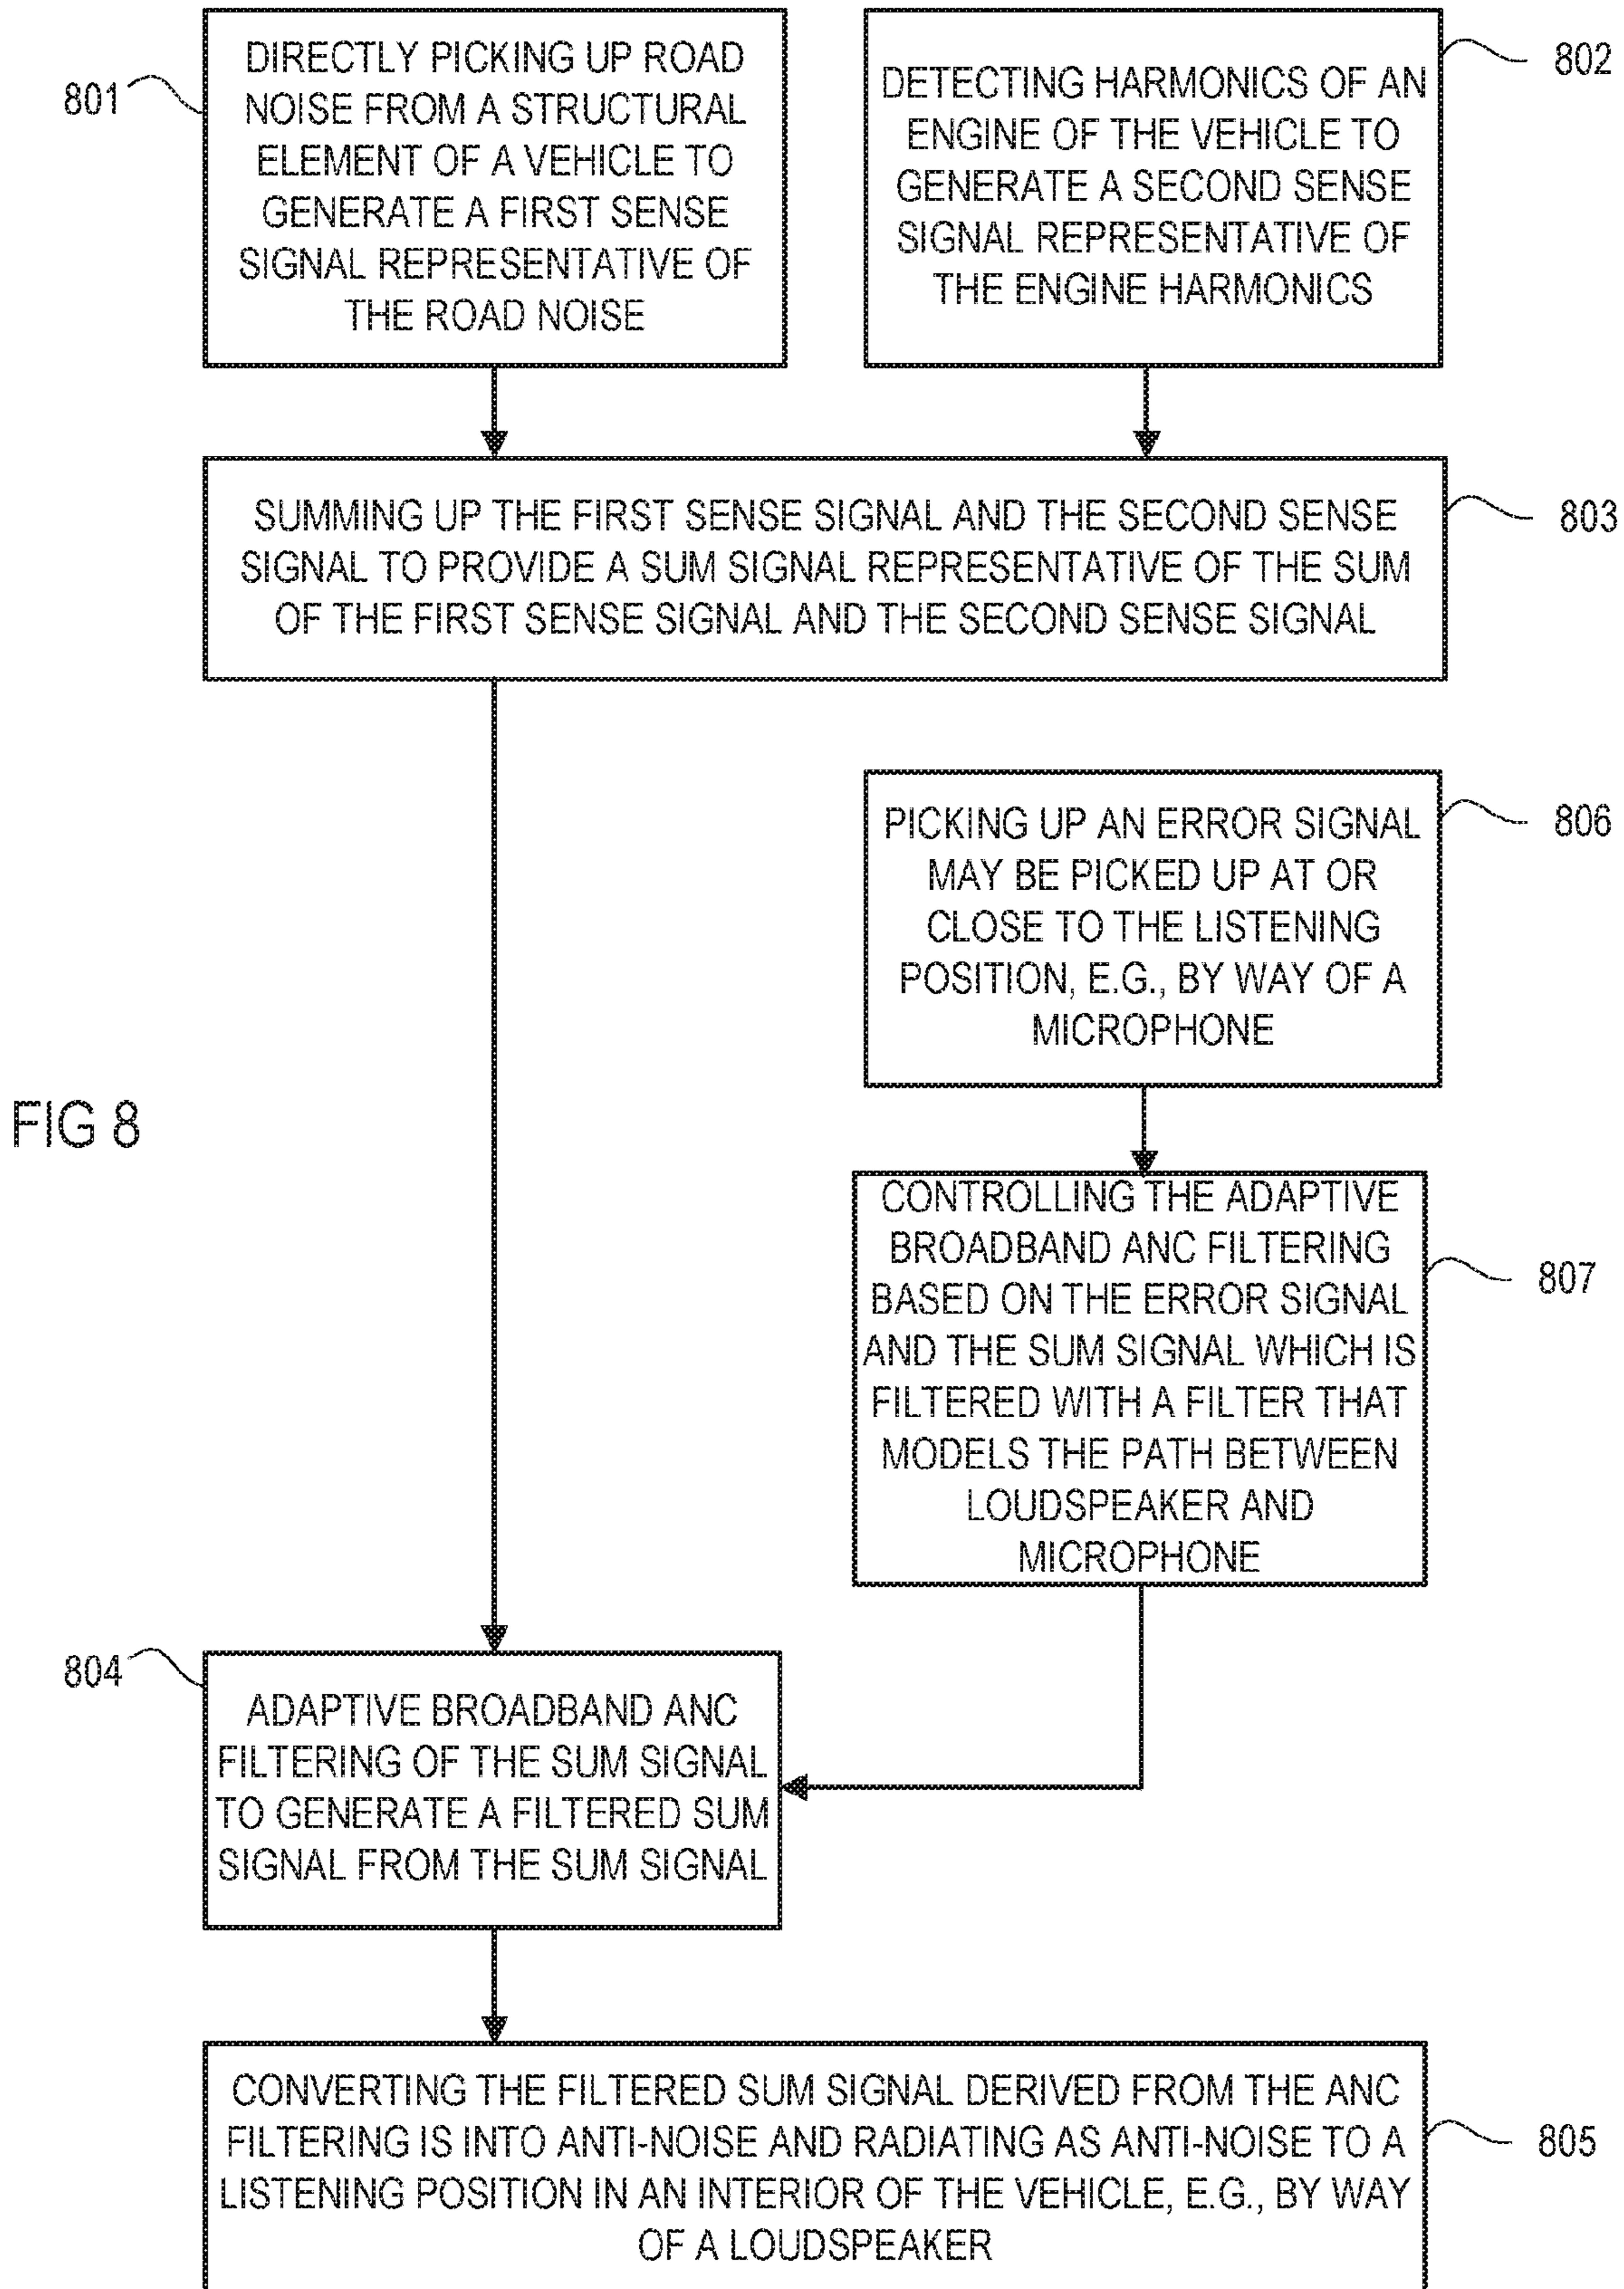 801
DIRECTLY PICKING UP ROAD
NOISE FROM A STRUCTURAL
ELEMENT OF A VEHICLE TO
GENERATE A FIRST SENSE
SIGNAL REPRESENTATIVE OF
THE ROAD NOISE
802
DETECTING HARMONICS OF AN
ENGINE OF THE VEHICLE TO
GENERATE A SECOND SENSE
SIGNAL REPRESENTATIVE OF
THE ENGINE HARMONICS
803
SUMMING UP THE FIRST SENSE SIGNAL AND THE SECOND SENSE
SIGNAL TO PROVIDE A SUM SIGNAL REPRESENTATIVE OF THE SUM
OF THE FIRST SENSE SIGNAL AND THE SECOND SENSE SIGNAL
806
PICKING UP AN ERROR SIGNAL
MAY BE PICKED UP AT OR
CLOSE TO THE LISTENING
POSITION, E.G., BY WAY OF A
MICROPHONE
FIG 8
807
CONTROLLING THE ADAPTIVE
BROADBAND ANC FILTERING
BASED ON THE ERROR SIGNAL
AND THE SUM SIGNAL WHICH IS
FILTERED WITH A FILTER THAT
MODELS THE PATH BETWEEN
LOUDSPEAKER AND
MICROPHONE
804
ADAPTIVE BROADBAND ANC
FILTERING OF THE SUM SIGNAL
TO GENERATE A FILTERED SUM
SIGNAL FROM THE SUM SIGNAL
805
CONVERTING THE FILTERED SUM SIGNAL DERIVED FROM THE ANC
FILTERING IS INTO ANTI-NOISE AND RADIATING AS ANTI-NOISE TO A
LISTENING POSITION IN AN INTERIOR OF THE VEHICLE, E.G., BY WAY
OF A LOUDSPEAKER